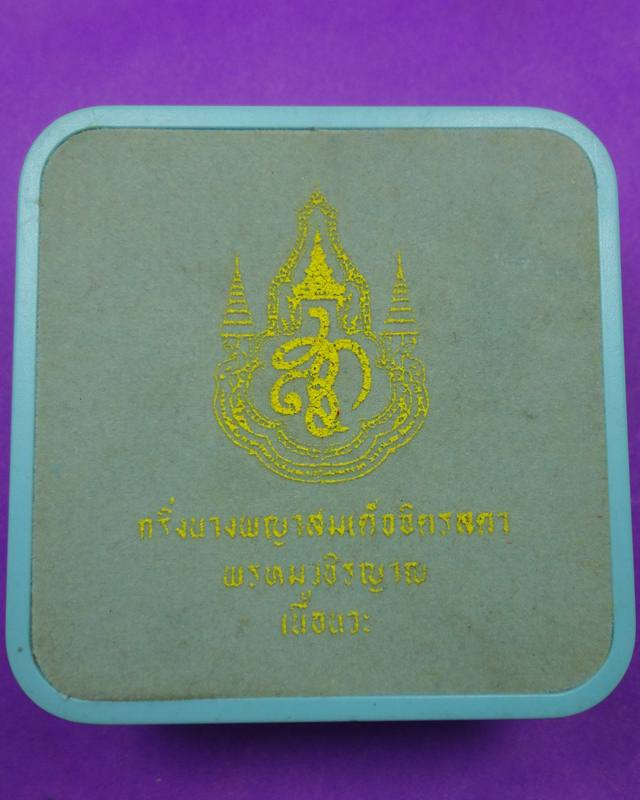 กริ่งนางพญาสมเด็จจิตรลดา
พรหมวชิรญาณ
เนื้อนวะ